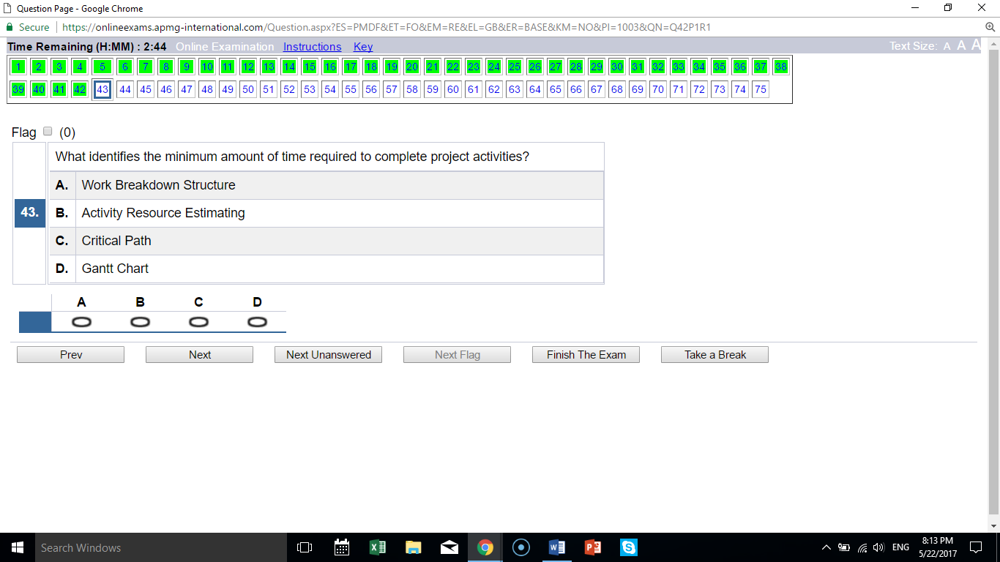 Question Page - Google Chrome
Secure https://onlineexams.apmg-international.com/Question.aspx?ES=PMDF&ET=FO&EM=RE&EL=GB&ER=BASE&KM=NO&PI=1003&QN=Q42P1R1
Time Remaining (H:MM) : 2:44 Online Examination Instructions Key Text Size: A A A
1 2 3 4 5 6 7 8 9 10 11 12 13 14 15 16 17 18 19 20 21 22 23 24 25 26 27 28 29 30 31 32 33 34 35 36 37 38
39 40 41 42 43 44 45 46 47 48 49 50 51 52 53 54 55 56 57 58 59 60 61 62 63 64 65 66 67 68 69 70 71 72 73 74 75
Flag (0)
What identifies the minimum amount of time required to complete project activities?
A. Work Breakdown Structure
43. B. Activity Resource Estimating
C. Critical Path
D. Gantt Chart
A B C D
Prev Next Next Unanswered Next Flag Finish The Exam Take a Break
Search Windows ENG 8:13 PM
5/22/2017